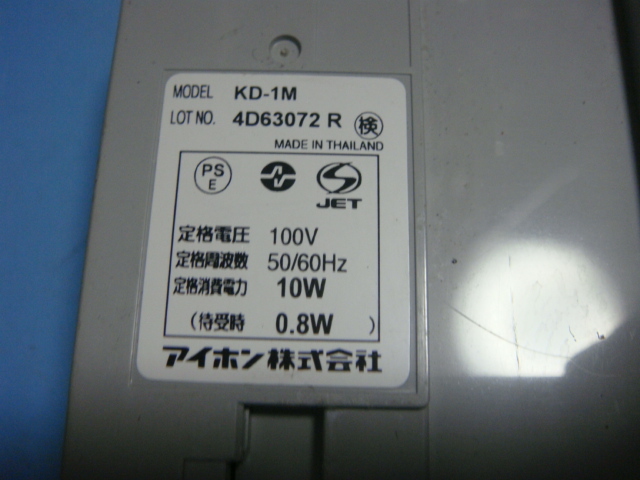 MODEL KD-1M
LOT NO. 4D63072 R 検
MADE IN THAILAND
PS E
JET
定格電圧 100V
定格周波数 50/60Hz
定格消費電力 10W
(待受時 0.8W )
アイホン株式会社